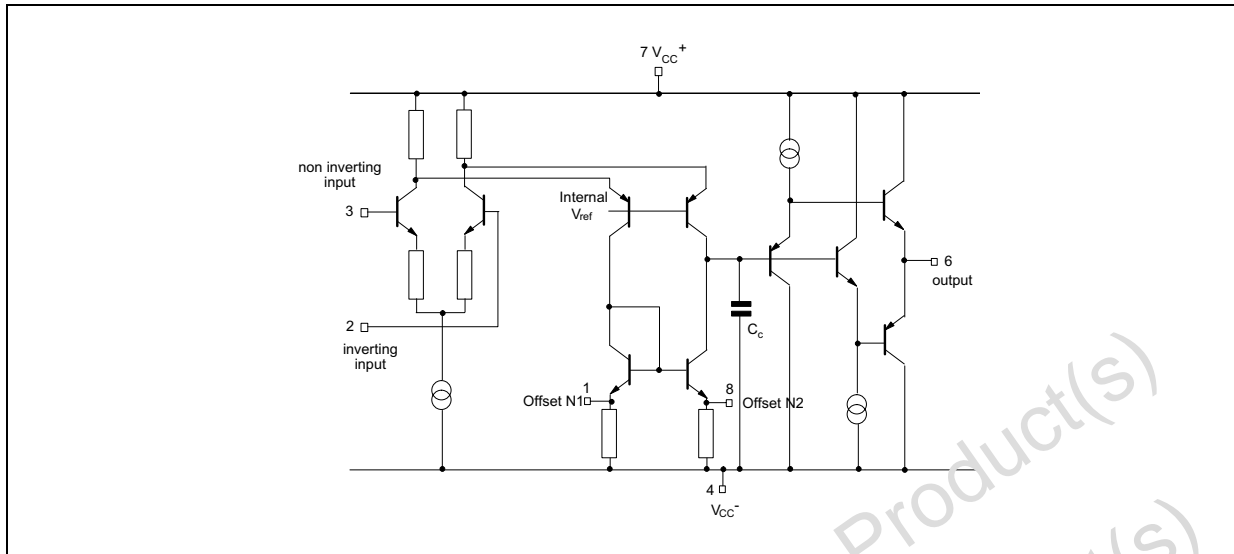 7 VCC+
non inverting
input
3
Internal
Vref
6
output
Cc
2
inverting
input
1
8
Offset N1
Offset N2
4
VCC-
Product(s)
t(s)